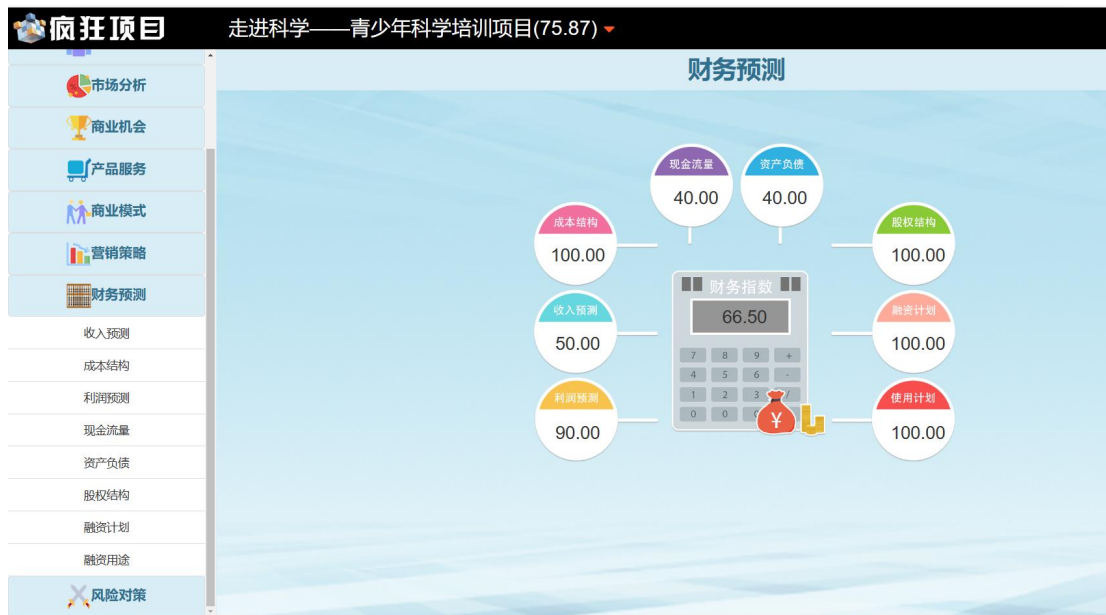 疯狂项目
走进科学——青少年科学培训项目(75.87)
市场分析
商业机会
产品服务
商业模式
营销策略
财务预测
收入预测
成本结构
利润预测
现金流量
资产负债
股权结构
融资计划
融资用途
风险对策
财务预测
现金流量
40.00
资产负债
40.00
成本结构
100.00
股权结构
100.00
收入预测
50.00
融资计划
100.00
利润预测
90.00
使用计划
100.00
财务指数
66.50
7 8 9 +
4 5 6 -
1 2 3 /
0 0
¥